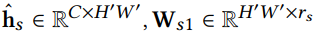 ĥ_s ∈ ℝ^{C×H′W′}, W_{s1} ∈ ℝ^{H′W′×r_s}